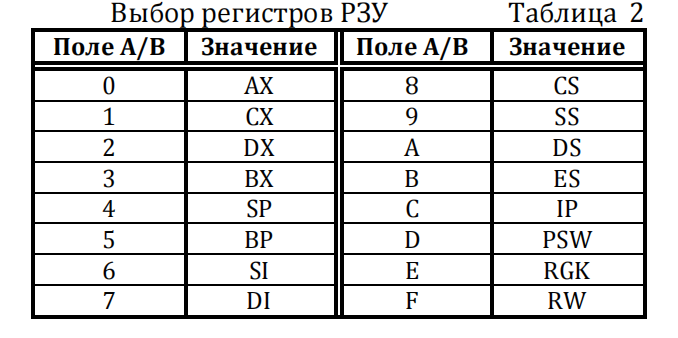 Выбор регистров РЗУ Таблица 2
Поле А/В Значение Поле А/В Значение
0 AX 8 CS
1 CX 9 SS
2 DX A DS
3 BX B ES
4 SP C IP
5 BP D PSW
6 SI E RGK
7 DI F RW